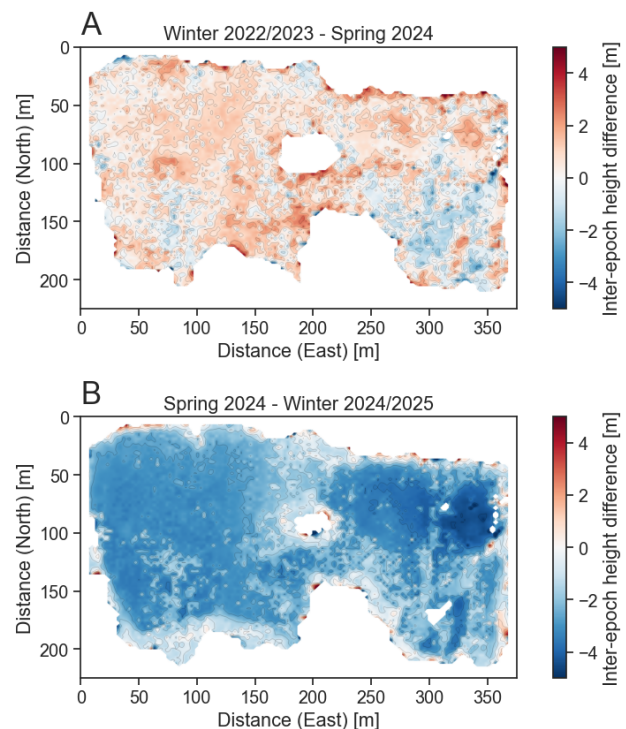 A
Winter 2022/2023 - Spring 2024
0
50
100
150
200
Distance (North) [m]
0 50 100 150 200 250 300 350
Distance (East) [m]
4
2
0
−2
−4
Inter-epoch height difference [m]
B
Spring 2024 - Winter 2024/2025
0
50
100
150
200
Distance (North) [m]
0 50 100 150 200 250 300 350
Distance (East) [m]
4
2
0
−2
−4
Inter-epoch height difference [m]